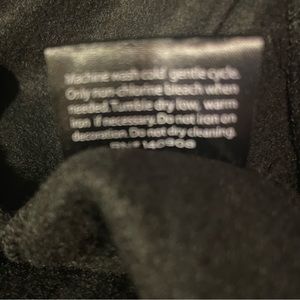 Machine wash cold gentle cycle.
Only non-chlorine bleach when
needed. Tumble dry low, warm
iron if necessary. Do not iron on
decoration. Do not dry cleaning.